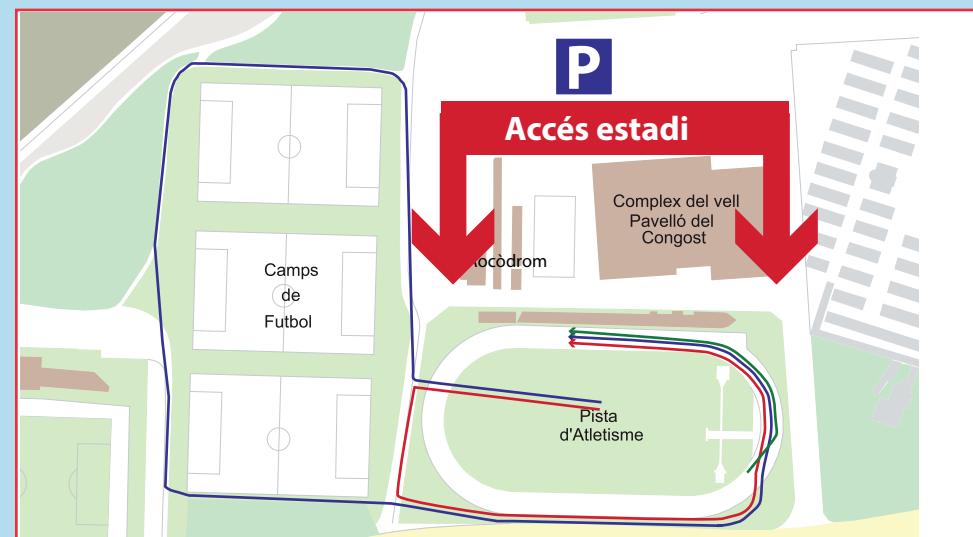 P
Accés estadi
Complex del vell
Pavelló del
Congost
ocòdrom
Camps
de
Futbol
Pista
d'Atletisme